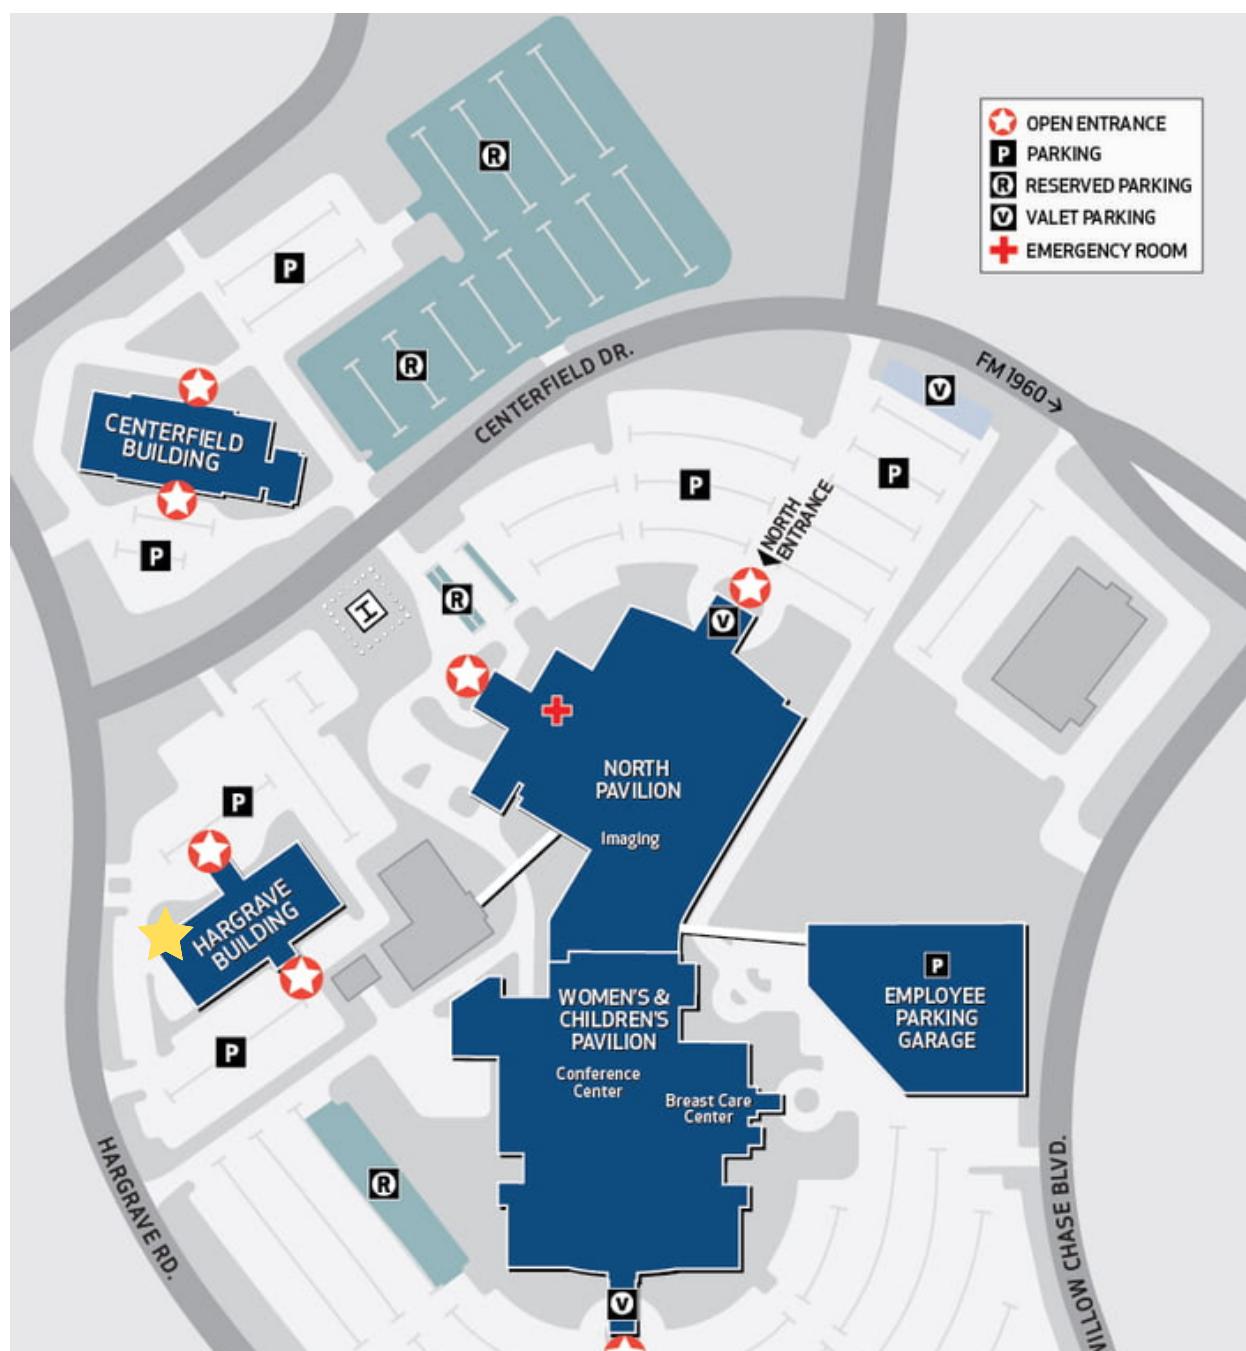 OPEN ENTRANCE
P PARKING
R RESERVED PARKING
V VALET PARKING
EMERGENCY ROOM
R
P
R
CENTERFIELD DR.
FM 1960
V
CENTERFIELD
BUILDING
P
P
P
NORTH
ENTRANCE
R
H
V
NORTH
PAVILION
Imaging
P
HARGRAVE
BUILDING
P
P
EMPLOYEE
PARKING
GARAGE
WOMEN'S &
CHILDREN'S
PAVILION
Conference
Center
Breast Care
Center
R
HARGRAVE RD.
WILLOW CHASE BLVD.
V